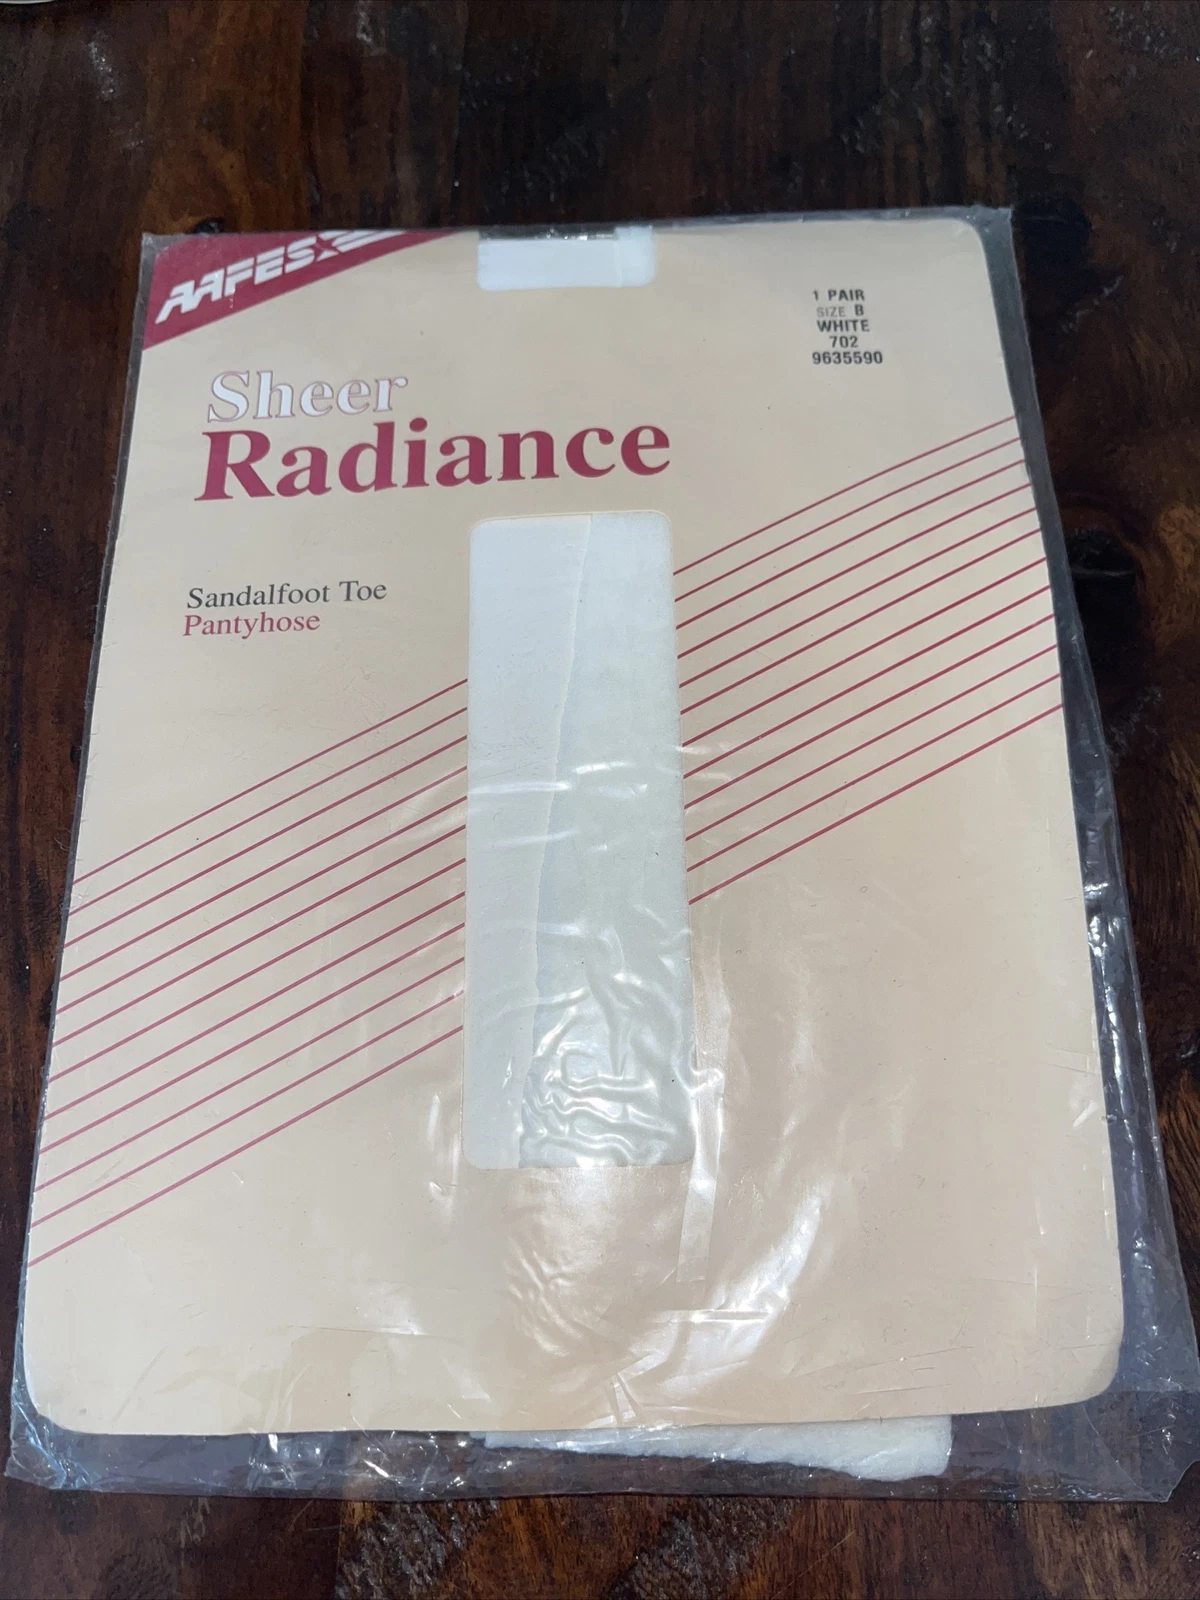 AAFES
1 PAIR
SIZE B
WHITE
702
9635590
Sheer
Radiance
Sandalfoot Toe
Pantyhose